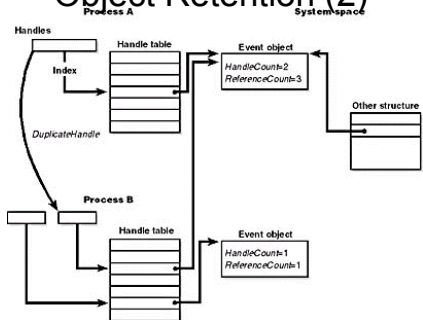 Object Retention (2)
Process A
System space
Handles
Handle table
Event object
Index
HandleCount=2
ReferenceCount=3
Other structure
DuplicateHandle
Process B
Handle table
Event object
HandleCount=1
ReferenceCount=1